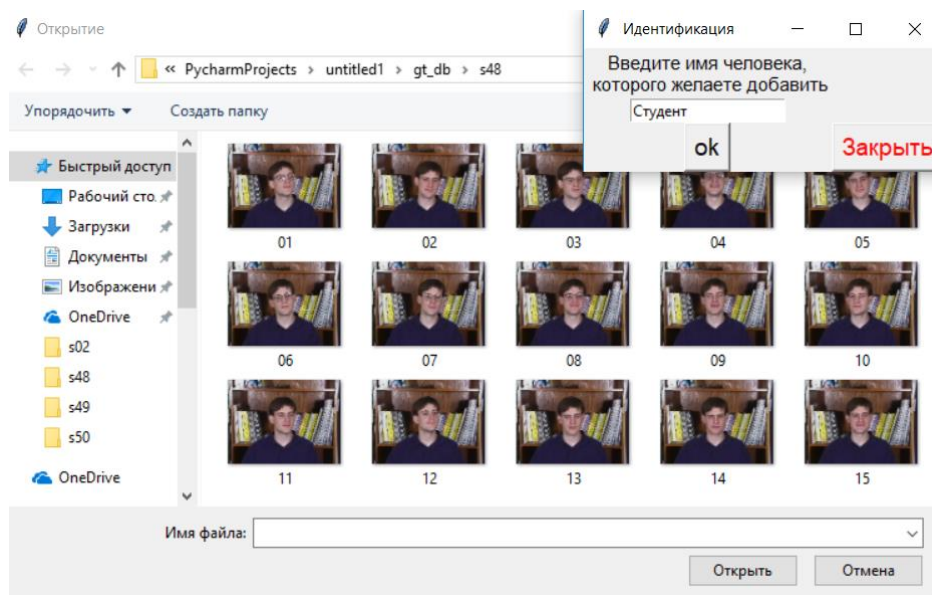 Открытие
Идентификация
« PycharmProjects › untitled1 › gt_db › s48
Введите имя человека,
которого желаете добавить
Студент
ok
Закрыть
Упорядочить
Создать папку
Быстрый доступ
Рабочий сто.
Загрузки
Документы
Изображени
OneDrive
s02
s48
s49
s50
OneDrive
01 02 03 04 05
06 07 08 09 10
11 12 13 14 15
Имя файла:
Открыть
Отмена